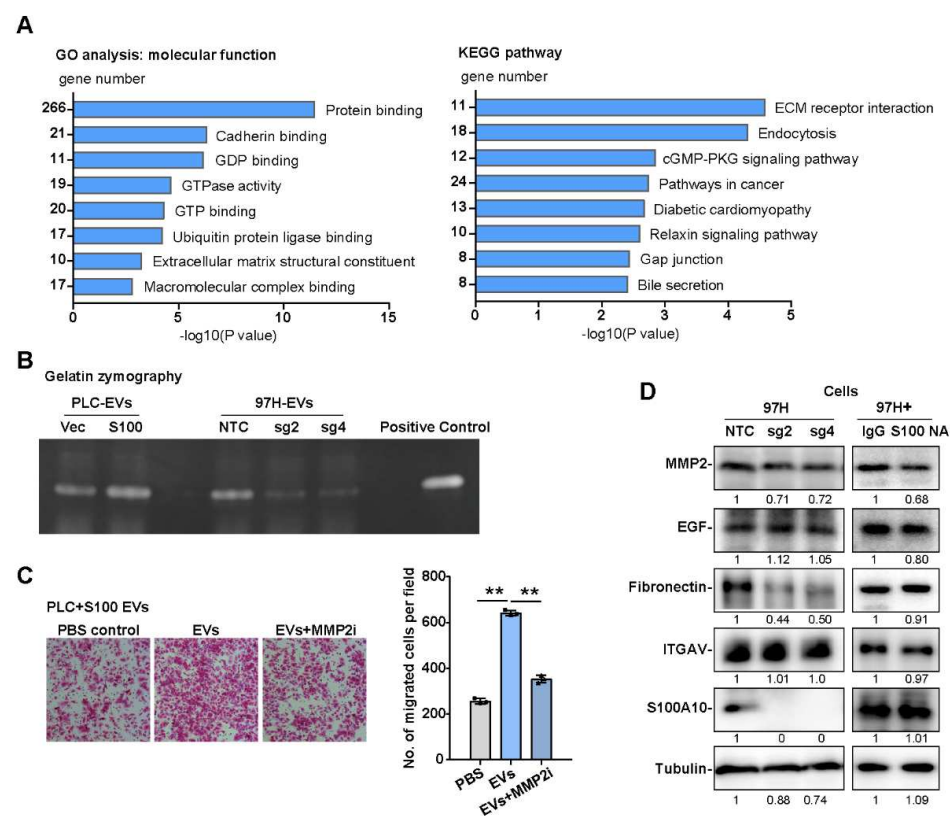 A
GO analysis: molecular function
gene number
266 Protein binding
21 Cadherin binding
11 GDP binding
19 GTPase activity
20 GTP binding
17 Ubiquitin protein ligase binding
10 Extracellular matrix structural constituent
17 Macromolecular complex binding
0 5 10 15
-log10(P value)
KEGG pathway
gene number
11 ECM receptor interaction
18 Endocytosis
12 cGMP-PKG signaling pathway
24 Pathways in cancer
13 Diabetic cardiomyopathy
10 Relaxin signaling pathway
8 Gap junction
8 Bile secretion
0 1 2 3 4 5
-log10(P value)
B
Gelatin zymography
PLC-EVs 97H-EVs
Vec S100 NTC sg2 sg4 Positive Control
C
PLC+S100 EVs
PBS control EVs EVs+MMP2i
No. of migrated cells per field
800
600
400
200
0
** **
PBS EVs EVs+MMP2i
D
Cells
97H 97H+
NTC sg2 sg4 IgG S100 NA
MMP2-
1 0.71 0.72 1 0.68
EGF-
1 1.12 1.05 1 0.80
Fibronectin-
1 0.44 0.50 1 0.91
ITGAV-
1 1.01 1.0 1 0.97
S100A10-
1 0 0 1 1.01
Tubulin-
1 0.88 0.74 1 1.09